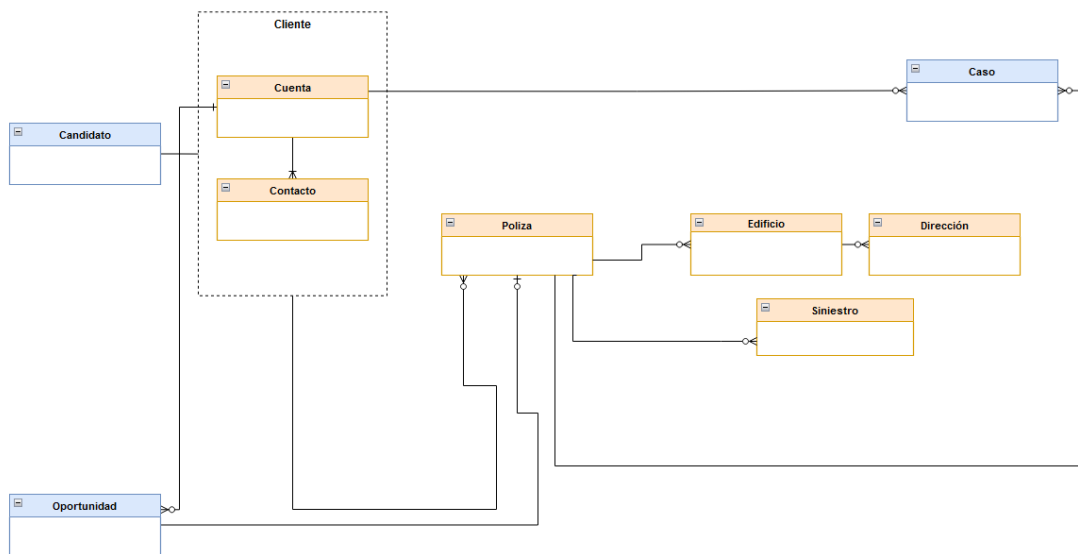 Cliente
Cuenta
Caso
Candidato
Contacto
Poliza
Edificio
Dirección
Siniestro
Oportunidad